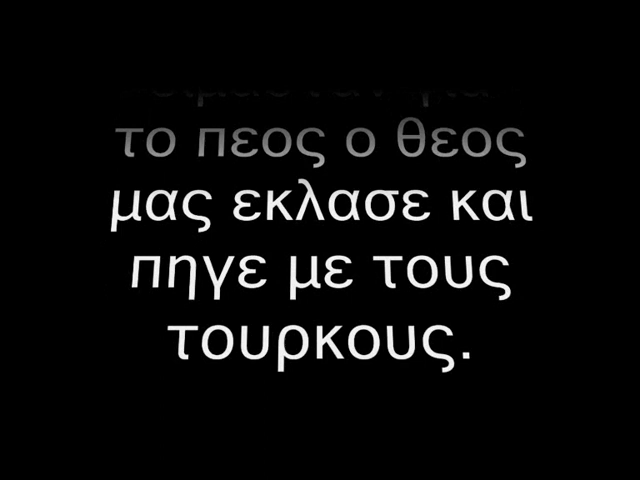 το πεος ο θεος
μας εκλασε και
πηγε με τους
τουρκους.